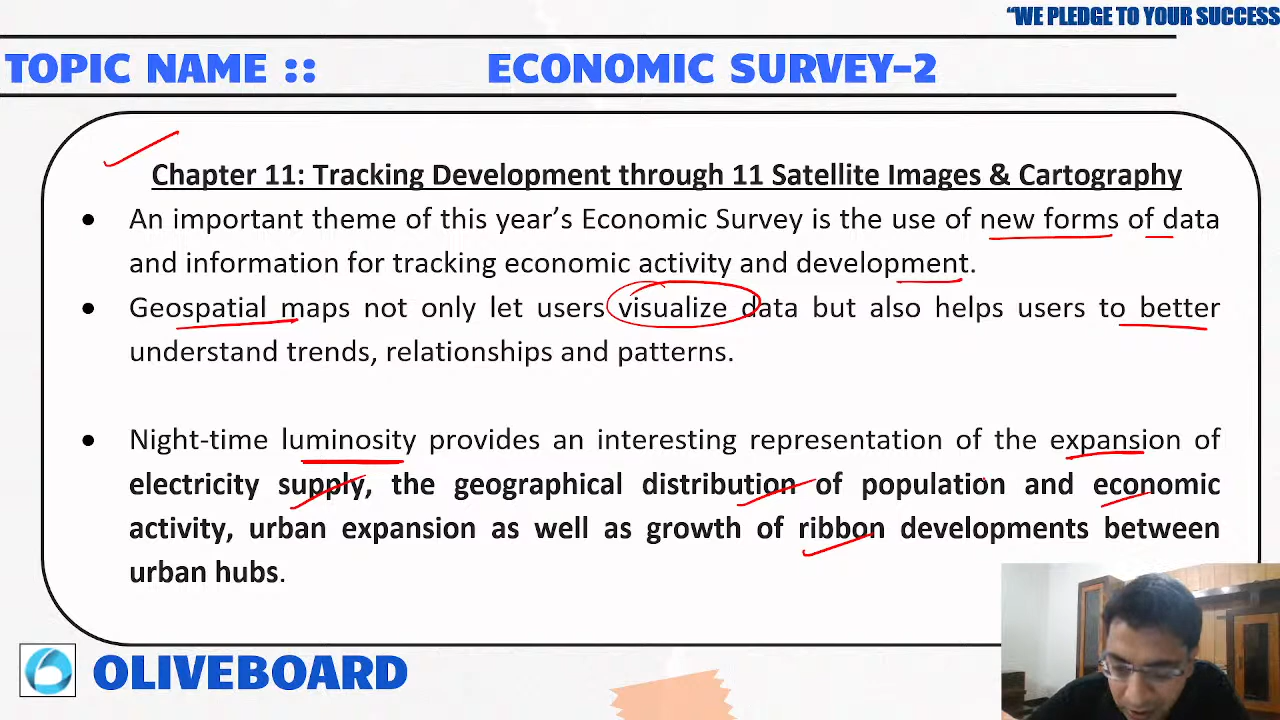 “WE PLEDGE TO YOUR SUCCESS
TOPIC NAME :: ECONOMIC SURVEY-2
Chapter 11: Tracking Development through 11 Satellite Images & Cartography
● An important theme of this year’s Economic Survey is the use of new forms of data
and information for tracking economic activity and development.
● Geospatial maps not only let users visualize data but also helps users to better
understand trends, relationships and patterns.
● Night-time luminosity provides an interesting representation of the expansion of
electricity supply, the geographical distribution of population and economic
activity, urban expansion as well as growth of ribbon developments between
urban hubs.
OLIVEBOARD